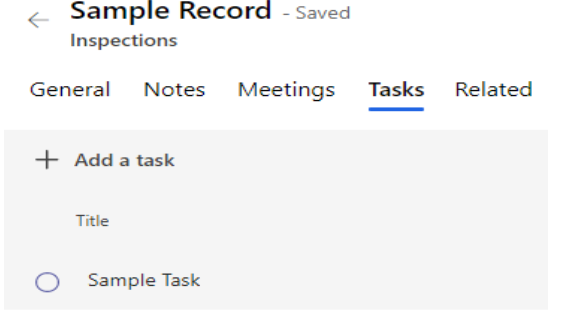 Sample Record - Saved
Inspections
General Notes Meetings Tasks Related
Add a task
Title
Sample Task